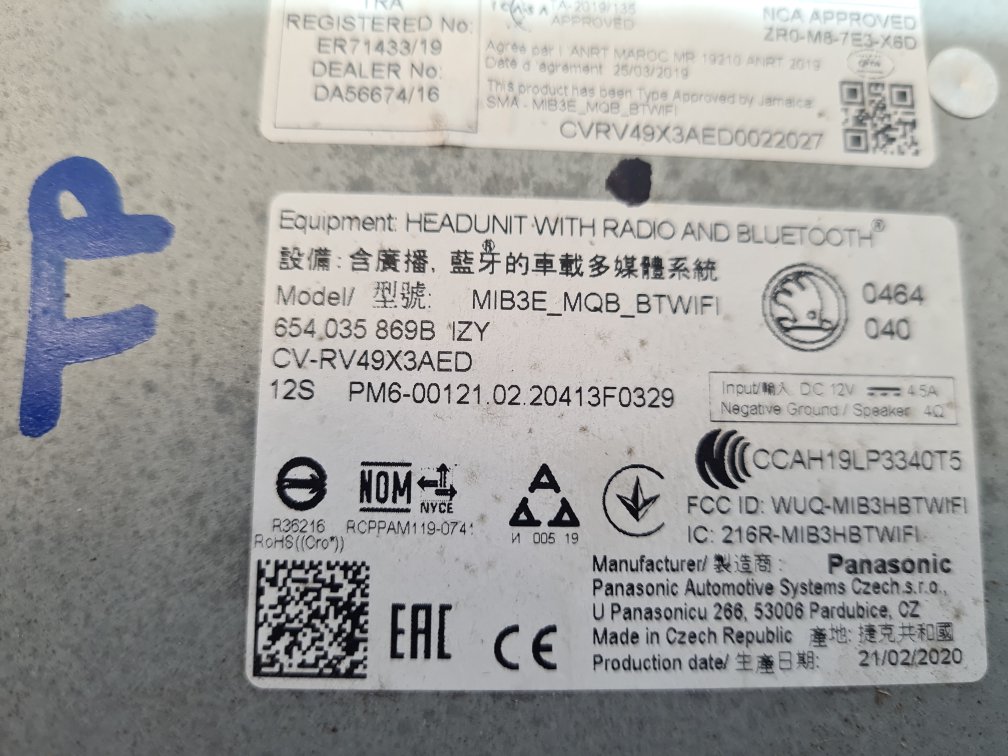 TRA
REGISTERED No:
ER71433/19
DEALER No:
DA56674/16
TA-2019/135
APPROVED
NCA APPROVED
ZR0-M8-7E3-X6D
Agréé par l'ANRT MAROC MR 19210 ANRT 2019
Date d'agrément 25/03/2019
This product has been Type Approved by Jamaica:
SMA - MIB3E_MQB_BTWIFI
CVRV49X3AED0022027
F
Equipment: HEADUNIT WITH RADIO AND BLUETOOTH®
設備: 含廣播, 藍牙®的車載多媒體系統
Model/ 型號: MIB3E_MQB_BTWIFI
654.035 869B IZY
CV-RV49X3AED
12S PM6-00121.02.20413F0329
0464
040
Input/輸入 DC 12V 4.5A
Negative Ground / Speaker 4Ω
CCAH19LP3340T5
FCC ID: WUQ-MIB3HBTWIFI
IC: 216R-MIB3HBTWIFI
R36216
RoHS((Cro*))
NOM
NYCE
RCPPAM119-0741
И 005 19
Manufacturer/ 製造商: Panasonic
Panasonic Automotive Systems Czech.s.r.o.,
U Panasonicu 266, 53006 Pardubice, CZ
Made in Czech Republic 產地: 捷克共和國
Production date/ 生產日期: 21/02/2020
EAC
CE